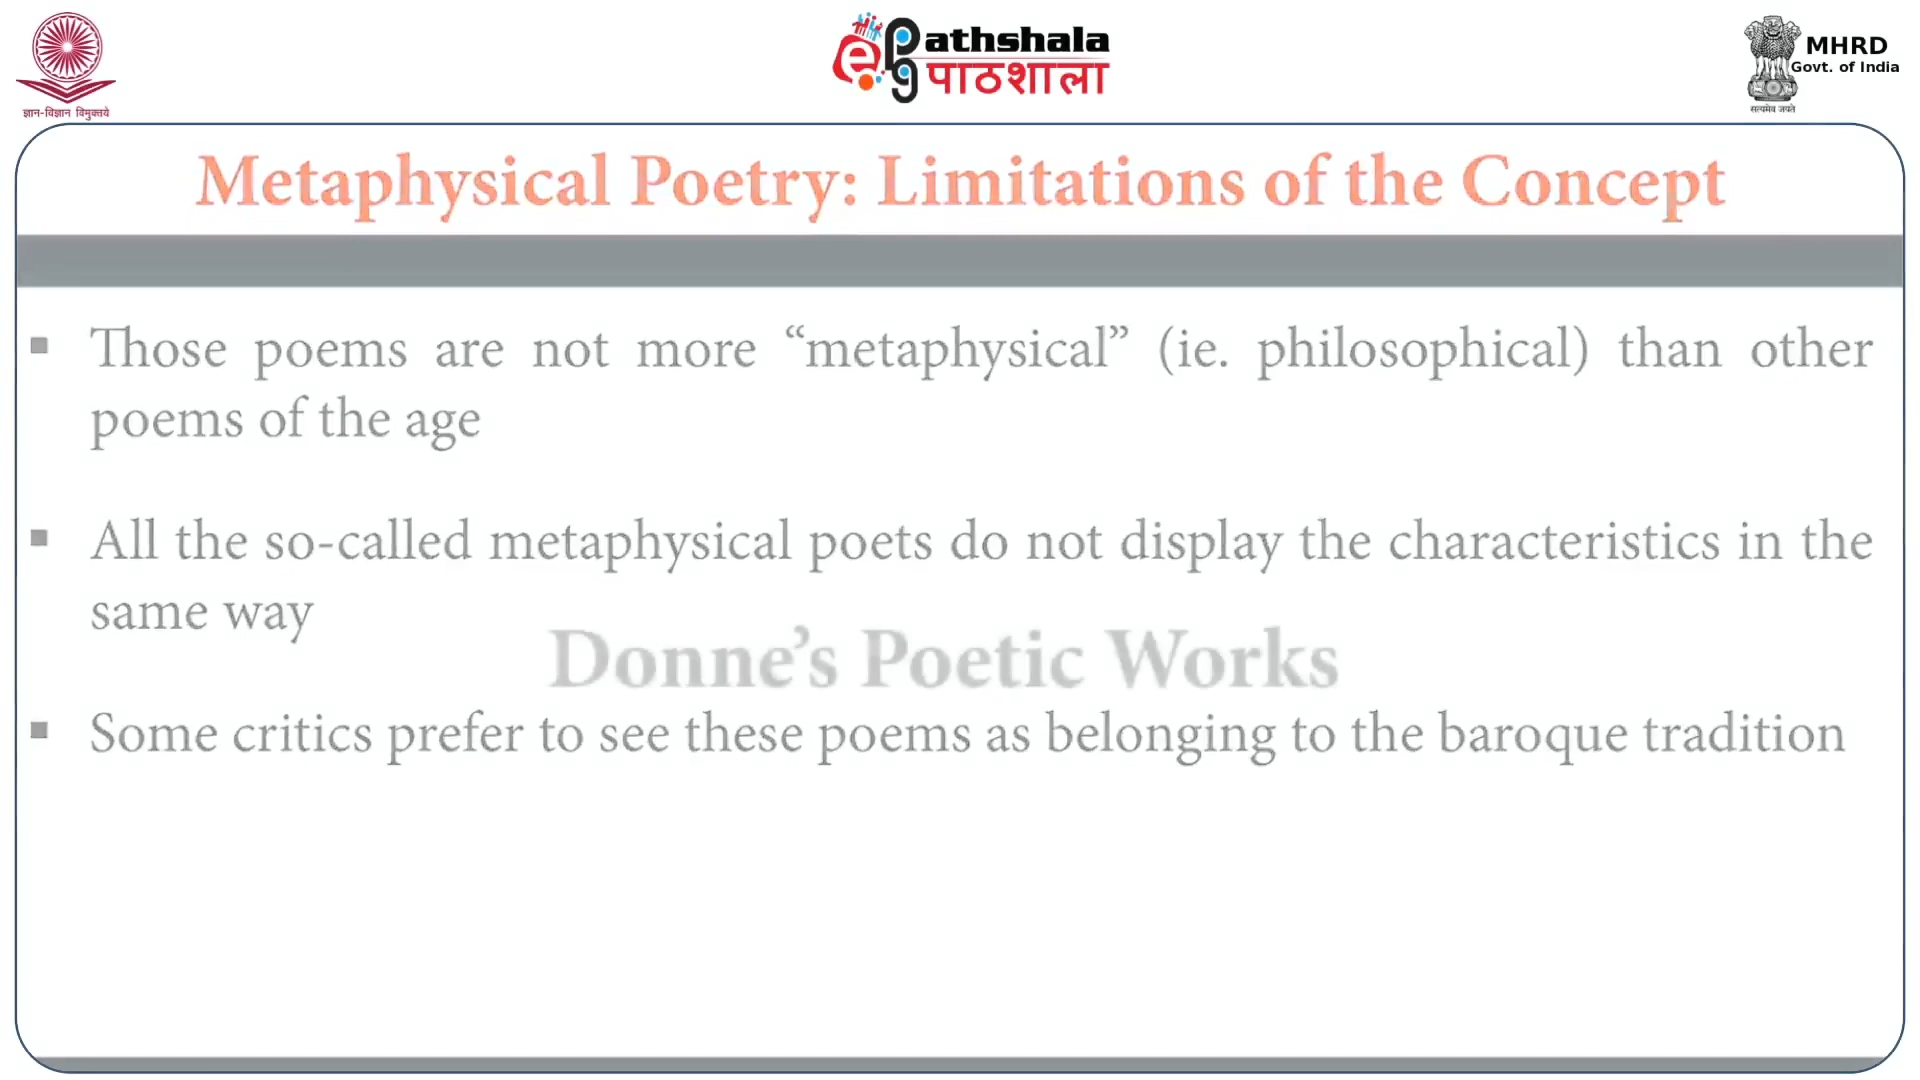 ज्ञान-विज्ञान विमुक्तये
ePathshala
पाठशाला
MHRD
Govt. of India
सत्यमेव जयते
Metaphysical Poetry: Limitations of the Concept
▪ Those poems are not more “metaphysical” (ie. philosophical) than other
poems of the age
▪ All the so-called metaphysical poets do not display the characteristics in the
same way
Donne’s Poetic Works
▪ Some critics prefer to see these poems as belonging to the baroque tradition